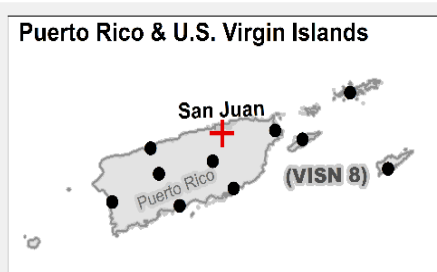 Puerto Rico & U.S. Virgin Islands
San Juan
(VISN 8)
Puerto Rico